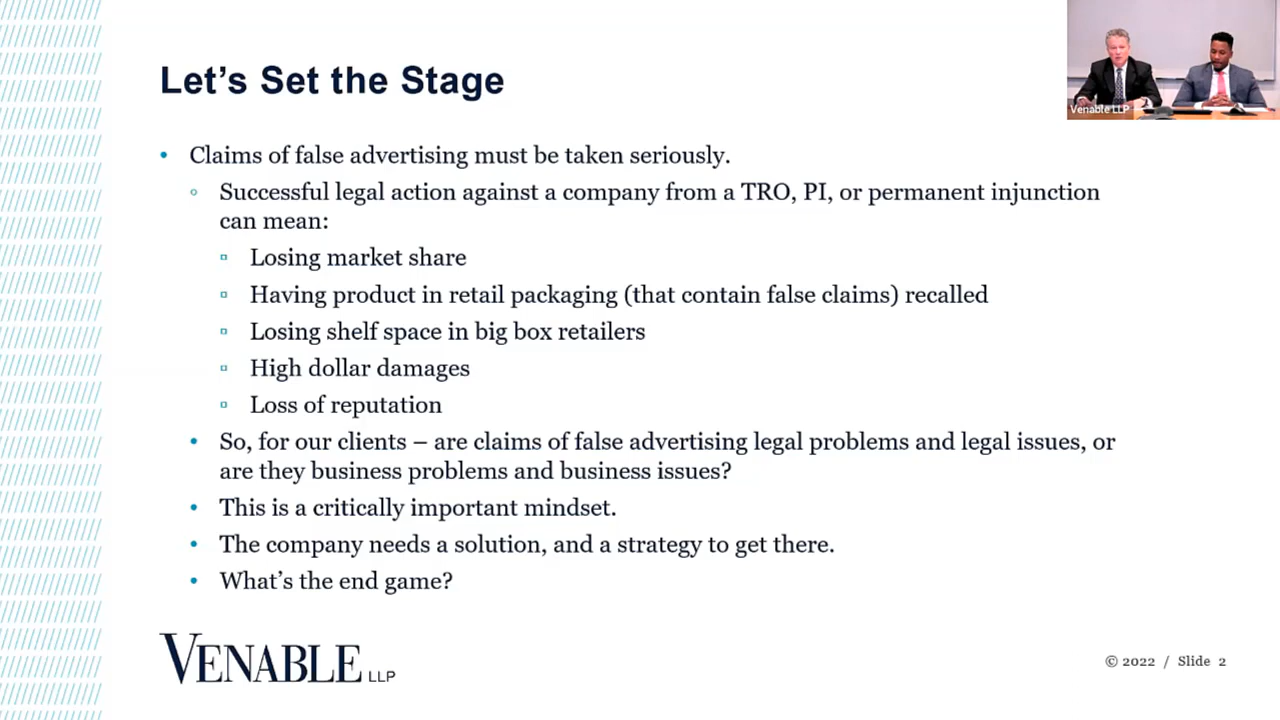 Let's Set the Stage
Venable LLP
• Claims of false advertising must be taken seriously.
◦ Successful legal action against a company from a TRO, PI, or permanent injunction
can mean:
▫ Losing market share
▫ Having product in retail packaging (that contain false claims) recalled
▫ Losing shelf space in big box retailers
▫ High dollar damages
▫ Loss of reputation
• So, for our clients – are claims of false advertising legal problems and legal issues, or
are they business problems and business issues?
• This is a critically important mindset.
• The company needs a solution, and a strategy to get there.
• What's the end game?
VENABLE LLP
© 2022 / Slide 2